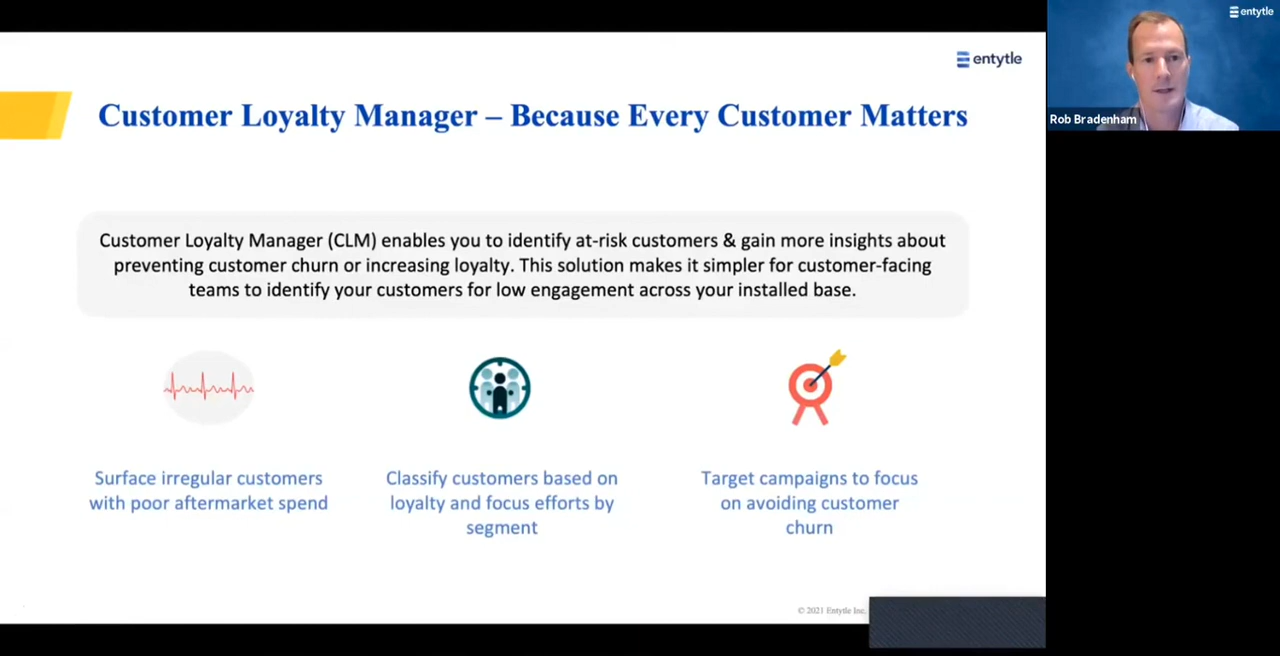 entytle
entytle
Customer Loyalty Manager – Because Every Customer Matters
Rob Bradenham
Customer Loyalty Manager (CLM) enables you to identify at-risk customers & gain more insights about
preventing customer churn or increasing loyalty. This solution makes it simpler for customer-facing
teams to identify your customers for low engagement across your installed base.
Surface irregular customers
with poor aftermarket spend
Classify customers based on
loyalty and focus efforts by
segment
Target campaigns to focus
on avoiding customer
churn
© 2021 Entytle Inc.